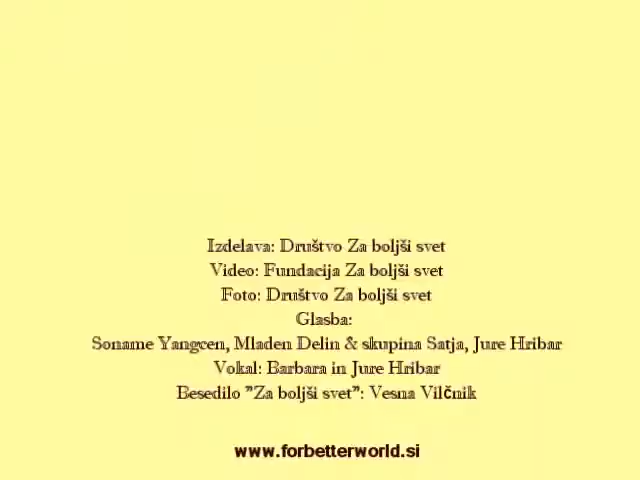 Izdelava: Društvo Za boljši svet
Video: Fundacija Za boljši svet
Foto: Društvo Za boljši svet
Glasba:
Soname Yangcen, Mladen Delin & skupina Satja, Jure Hribar
Vokal: Barbara in Jure Hribar
Besedilo "Za boljši svet": Vesna Vilčnik
www.forbetterworld.si